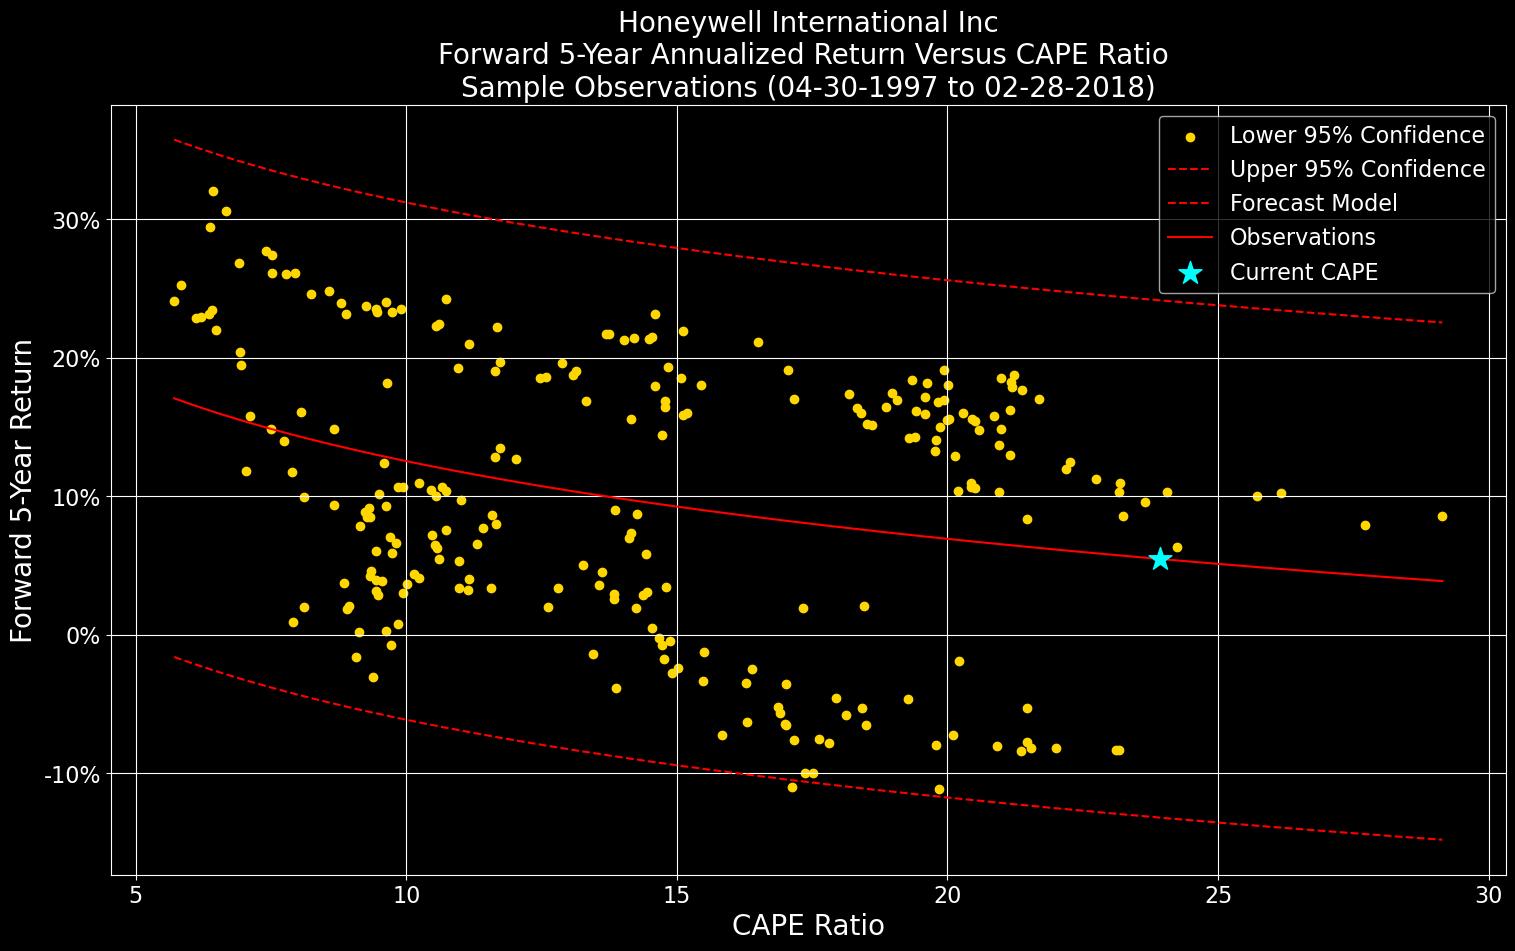 Honeywell International Inc
Forward 5-Year Annualized Return Versus CAPE Ratio
Sample Observations (04-30-1997 to 02-28-2018)
Lower 95% Confidence
Upper 95% Confidence
Forecast Model
Observations
Current CAPE
Forward 5-Year Return
30%
20%
10%
0%
-10%
5
10
15
20
25
30
CAPE Ratio